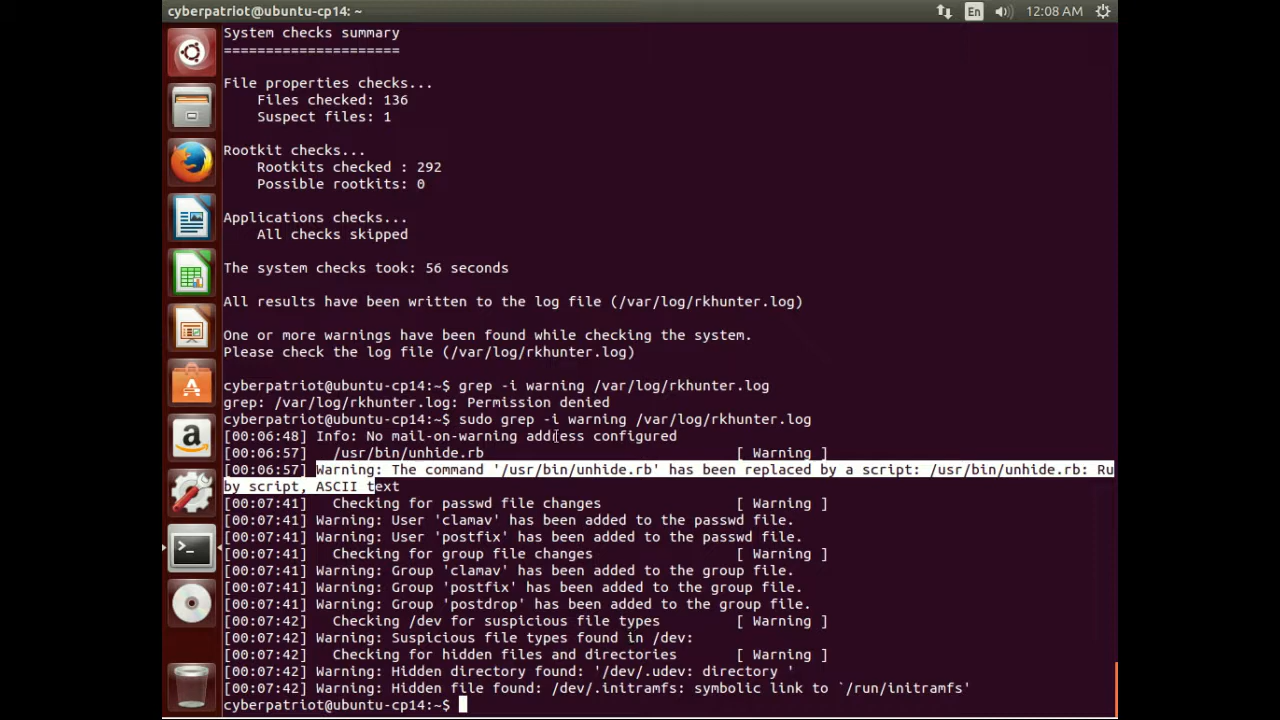 cyberpatriot@ubuntu-cp14: ~
En
12:08 AM
System checks summary
=====================
File properties checks...
Files checked: 136
Suspect files: 1
Rootkit checks...
Rootkits checked : 292
Possible rootkits: 0
Applications checks...
All checks skipped
The system checks took: 56 seconds
All results have been written to the log file (/var/log/rkhunter.log)
One or more warnings have been found while checking the system.
Please check the log file (/var/log/rkhunter.log)
cyberpatriot@ubuntu-cp14:~$ grep -i warning /var/log/rkhunter.log
grep: /var/log/rkhunter.log: Permission denied
cyberpatriot@ubuntu-cp14:~$ sudo grep -i warning /var/log/rkhunter.log
[00:06:48] Info: No mail-on-warning address configured
[00:06:57]   /usr/bin/unhide.rb                              [ Warning ]
[00:06:57] Warning: The command '/usr/bin/unhide.rb' has been replaced by a script: /usr/bin/unhide.rb: Ru
by script, ASCII text
[00:07:41]   Checking for passwd file changes                [ Warning ]
[00:07:41] Warning: User 'clamav' has been added to the passwd file.
[00:07:41] Warning: User 'postfix' has been added to the passwd file.
[00:07:41]   Checking for group file changes                 [ Warning ]
[00:07:41] Warning: Group 'clamav' has been added to the group file.
[00:07:41] Warning: Group 'postfix' has been added to the group file.
[00:07:41] Warning: Group 'postdrop' has been added to the group file.
[00:07:42]   Checking /dev for suspicious file types         [ Warning ]
[00:07:42] Warning: Suspicious file types found in /dev:
[00:07:42]   Checking for hidden files and directories       [ Warning ]
[00:07:42] Warning: Hidden directory found: '/dev/.udev: directory '
[00:07:42] Warning: Hidden file found: /dev/.initramfs: symbolic link to `/run/initramfs'
cyberpatriot@ubuntu-cp14:~$